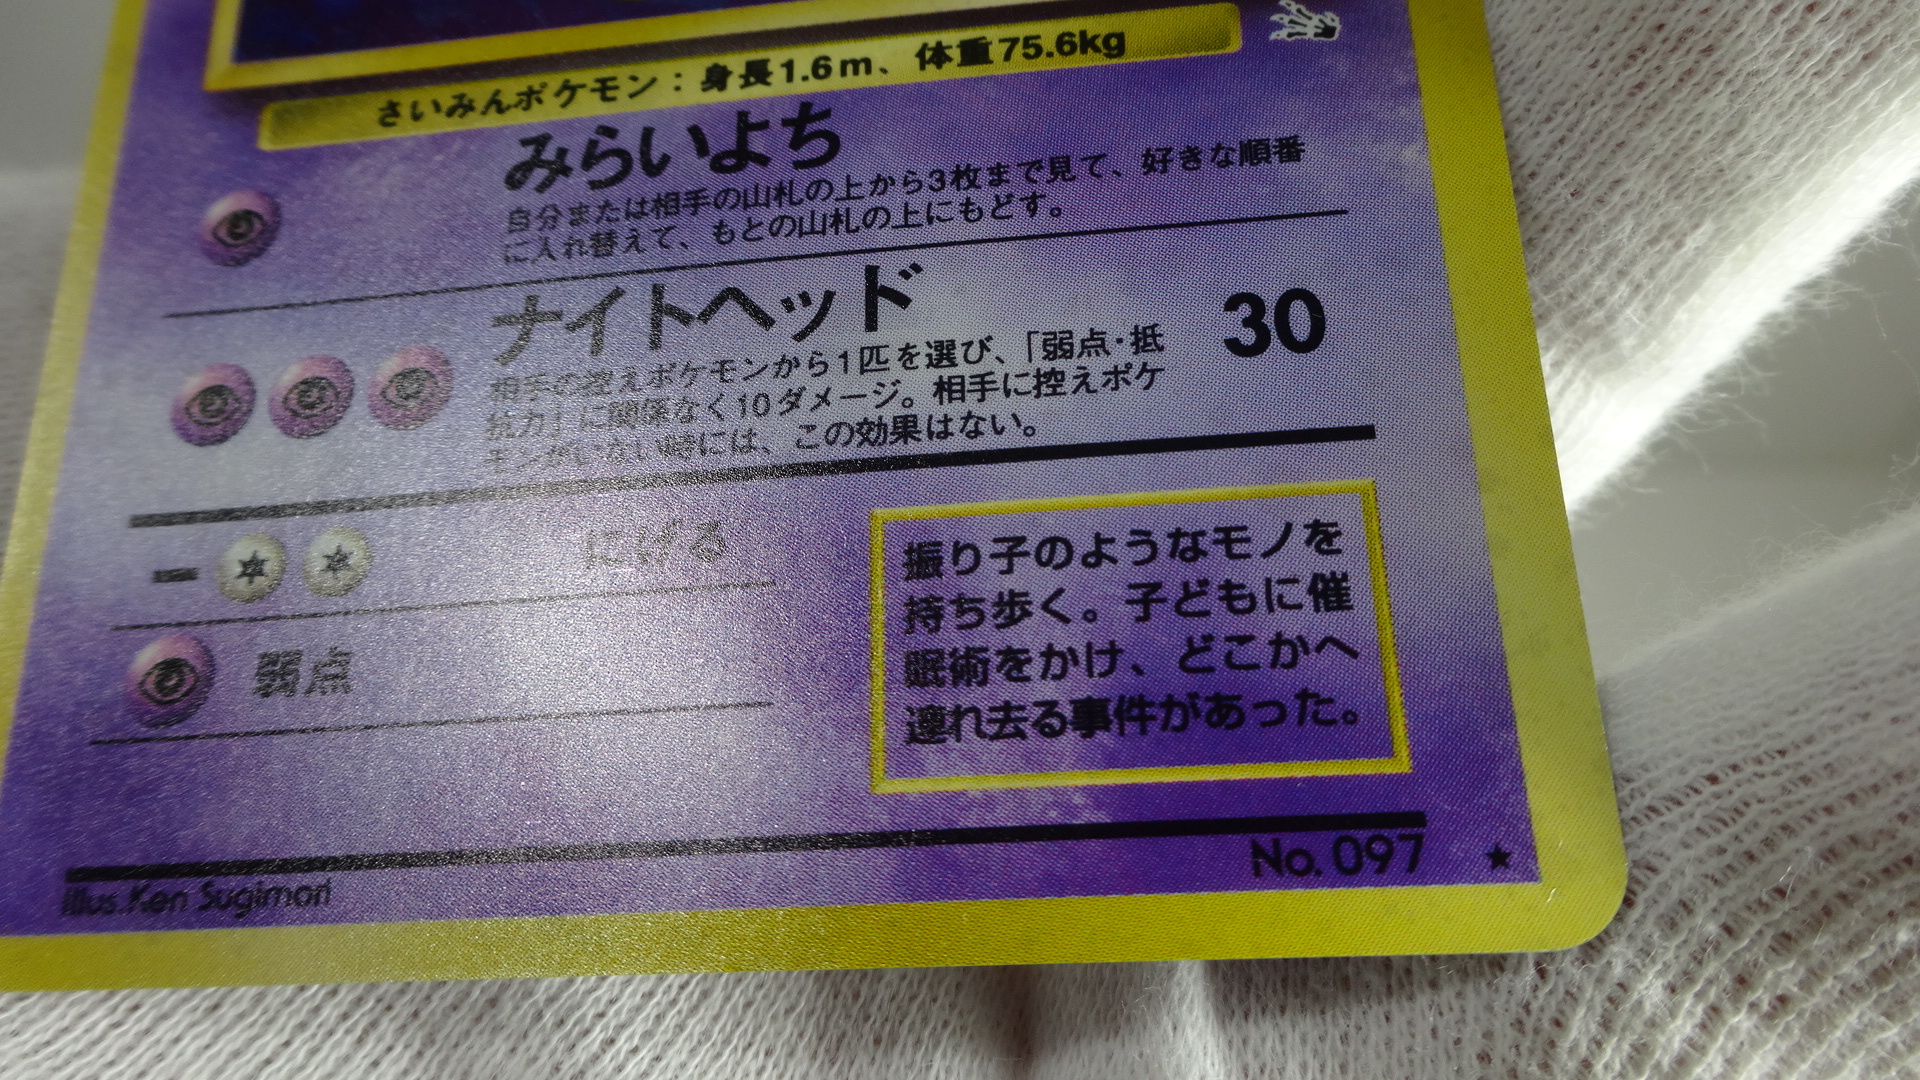 さいみんポケモン：身長1.6m、体重75.6kg
みらいよち
自分または相手の山札の上から3枚まで見て、好きな順番
に入れ替えて、もとの山札の上にもどす。
ナイトヘッド
30
相手の控えポケモンから1匹を選び、「弱点・抵
抗力」に関係なく10ダメージ。相手に控えポケ
モンがいない時には、この効果はない。
− にげる
弱点
振り子のようなモノを
持ち歩く。子どもに催
眠術をかけ、どこかへ
連れ去る事件があった。
Illus.Ken Sugimori
No.097 ★